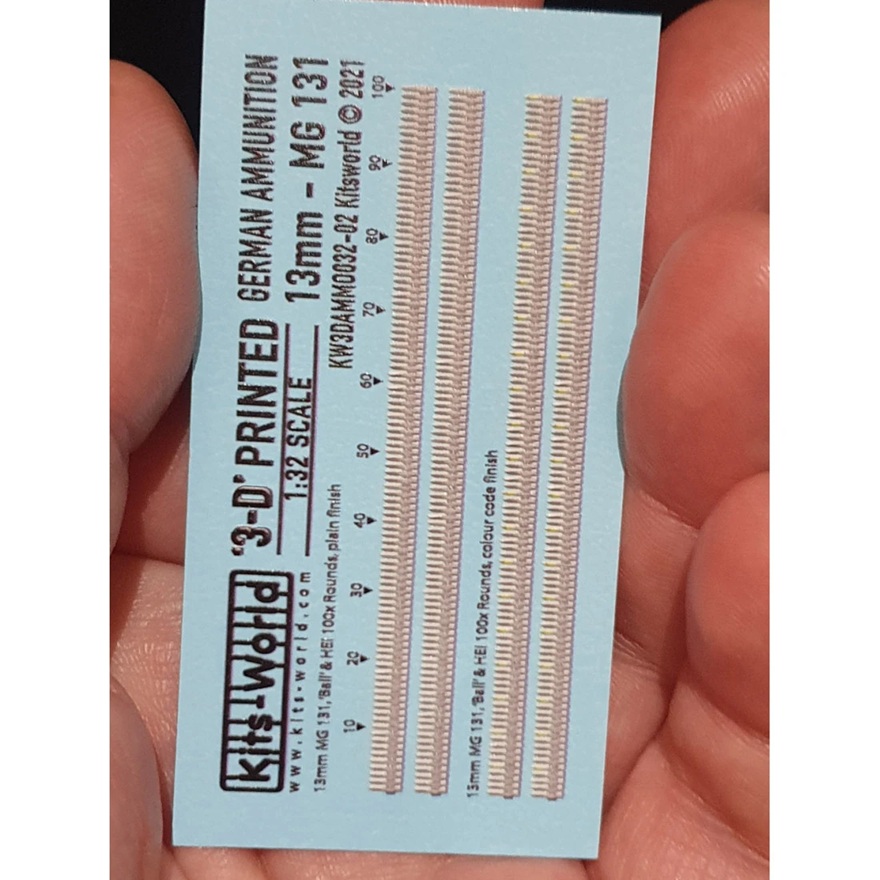 Kits-World
www.kits-world.com
'3-D' PRINTED GERMAN AMMUNITION
1:32 SCALE
13mm - MG 131
KW3DAMMO032-02 Kitsworld © 2021
13mm MG 131, 'Ball' & HEI 100x Rounds, plain finish
10 20 30 40 50 60 70 80 90 100
13mm MG 131, 'Ball' & HEI 100x Rounds, colour code finish